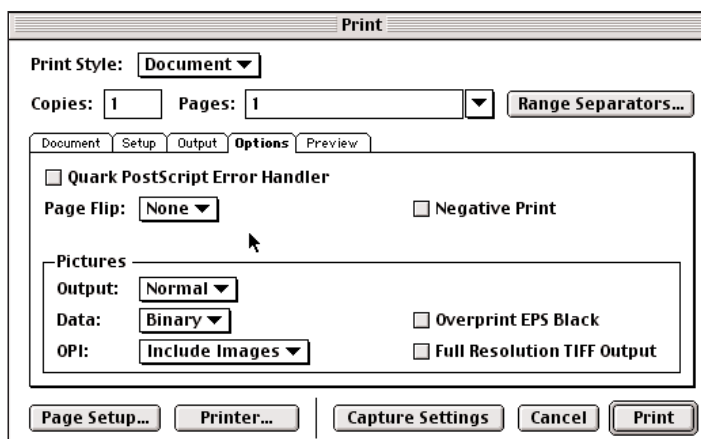 Print
Print Style: Document
Copies: 1 Pages: 1 Range Separators...
Document Setup Output Options Preview
Quark PostScript Error Handler
Page Flip: None Negative Print
Pictures
Output: Normal
Data: Binary Overprint EPS Black
OPI: Include Images Full Resolution TIFF Output
Page Setup... Printer... Capture Settings Cancel Print